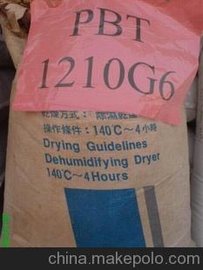 PBT
1210G6
乾燥方式：除濕乾燥
操作條件：140℃~4小時
Drying Guidelines
Dehumidifying Dryer
140℃~4Hours
china.makepolo.com